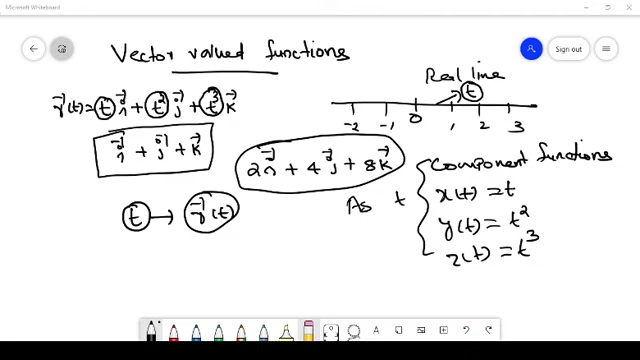 Microsoft Whiteboard
Sign out
Vector valued functions
r⃗(t) = t i⃗ + t² j⃗ + t³ k⃗
i⃗ + j⃗ + k⃗
2i⃗ + 4j⃗ + 8k⃗
t → r⃗(t)
Real line
t
-2 -1 0 1 2 3
Component functions
x(t) = t
y(t) = t²
z(t) = t³
As t